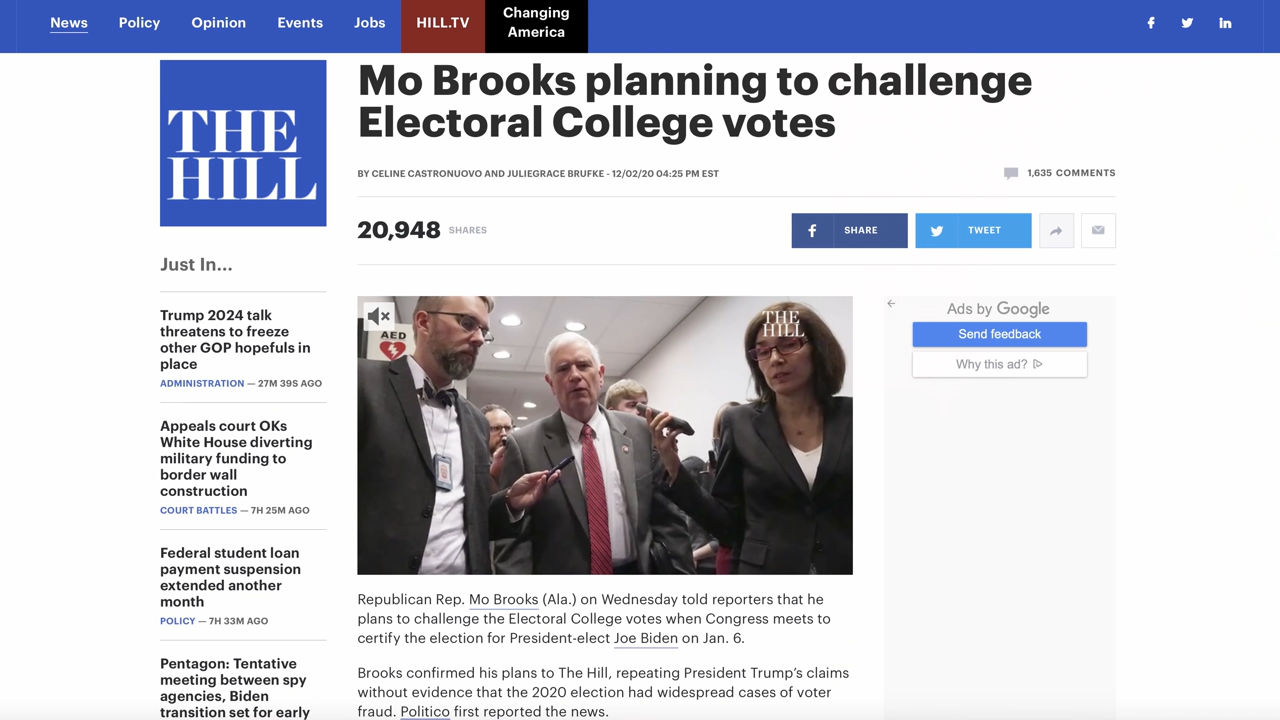 News Policy Opinion Events Jobs HILL.TV Changing
America
THE
HILL
Mo Brooks planning to challenge
Electoral College votes
BY CELINE CASTRONUOVO AND JULIEGRACE BRUFKE - 12/02/20 04:25 PM EST
1,635 COMMENTS
20,948 SHARES
SHARE
TWEET
Just In...
Trump 2024 talk
threatens to freeze
other GOP hopefuls in
place
ADMINISTRATION — 27M 39S AGO
Appeals court OKs
White House diverting
military funding to
border wall
construction
COURT BATTLES — 7H 25M AGO
Federal student loan
payment suspension
extended another
month
POLICY — 7H 33M AGO
Pentagon: Tentative
meeting between spy
agencies, Biden
transition set for early
AED
THE
HILL
Ads by Google
Send feedback
Why this ad?
Republican Rep. Mo Brooks (Ala.) on Wednesday told reporters that he
plans to challenge the Electoral College votes when Congress meets to
certify the election for President-elect Joe Biden on Jan. 6.
Brooks confirmed his plans to The Hill, repeating President Trump’s claims
without evidence that the 2020 election had widespread cases of voter
fraud. Politico first reported the news.